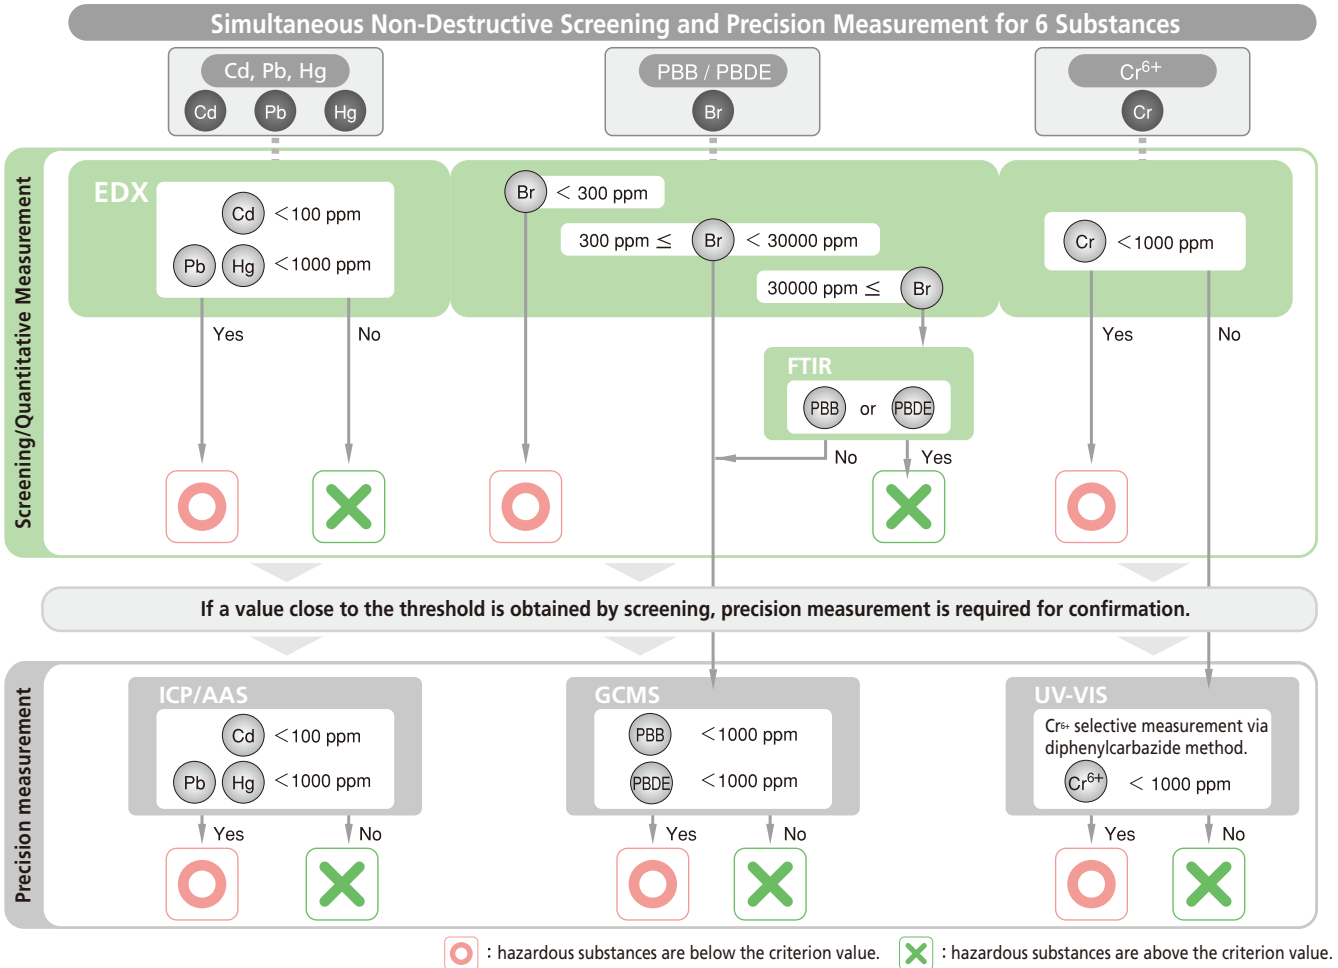 Simultaneous Non-Destructive Screening and Precision Measurement for 6 Substances
Cd, Pb, Hg
Cd Pb Hg
PBB / PBDE
Br
Cr6+
Cr
Screening/Quantitative Measurement
EDX
Cd <100 ppm
Pb Hg <1000 ppm
Yes
No
Br < 300 ppm
300 ppm ≤ Br < 30000 ppm
30000 ppm ≤ Br
FTIR
PBB or PBDE
No
Yes
Cr <1000 ppm
Yes
No
If a value close to the threshold is obtained by screening, precision measurement is required for confirmation.
Precision measurement
ICP/AAS
Cd <100 ppm
Pb Hg <1000 ppm
Yes
No
GCMS
PBB <1000 ppm
PBDE <1000 ppm
Yes
No
UV-VIS
Cr6+ selective measurement via
diphenylcarbazide method.
Cr6+ < 1000 ppm
Yes
No
: hazardous substances are below the criterion value.
: hazardous substances are above the criterion value.